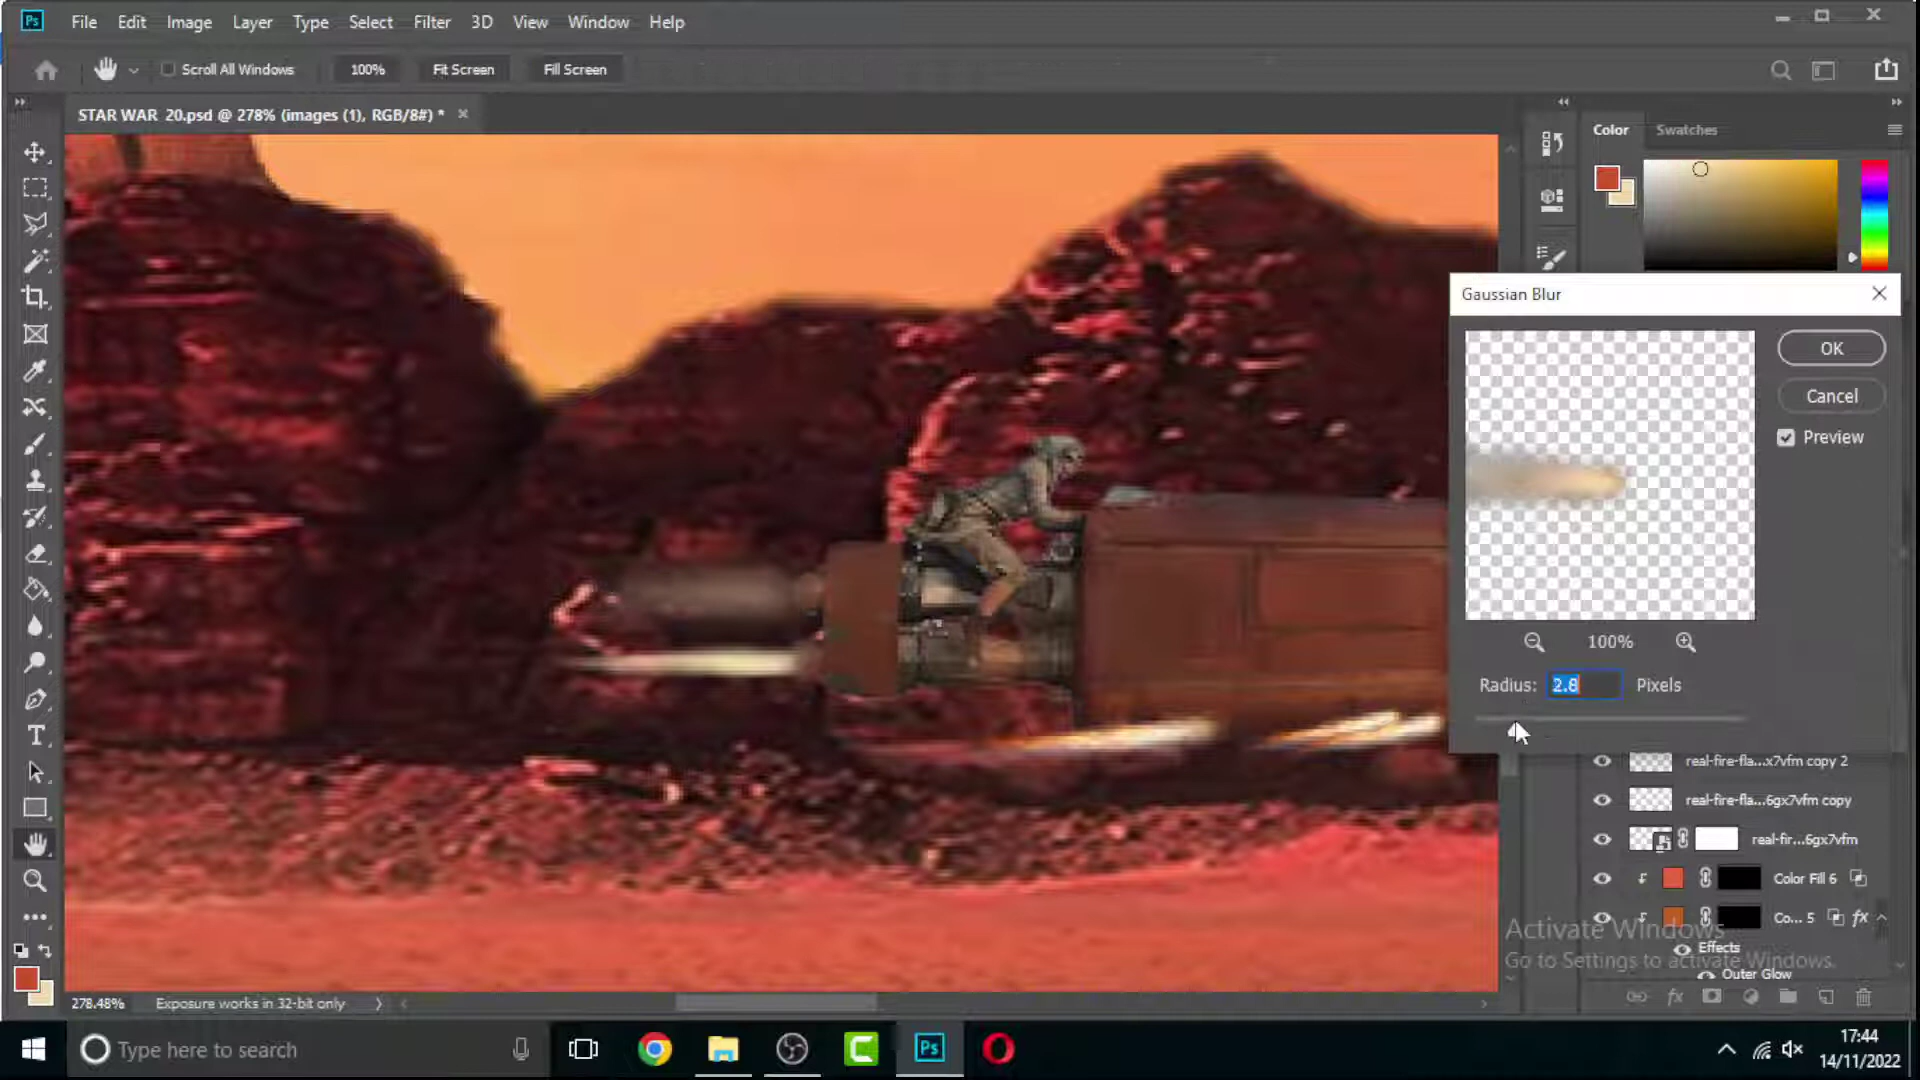 Ps File Edit Image Layer Type Select Filter 3D View Window Help
Scroll All Windows 100% Fit Screen Fill Screen
STAR WAR 20.psd @ 278% (images (1), RGB/8#) *
Color Swatches
Gaussian Blur
OK
Cancel
Preview
100%
Radius: 2.8 Pixels
real-fire-fla...x7vfm copy 2
real-fire-fla...6gx7vfm copy
real-fir...6gx7vfm
Color Fill 6
Co... 5 fx
Activate Windows
Effects
Go to Settings to activate Windows.
Outer Glow
278.48% Exposure works in 32-bit only
fx
Type here to search
Ps
17:44
14/11/2022